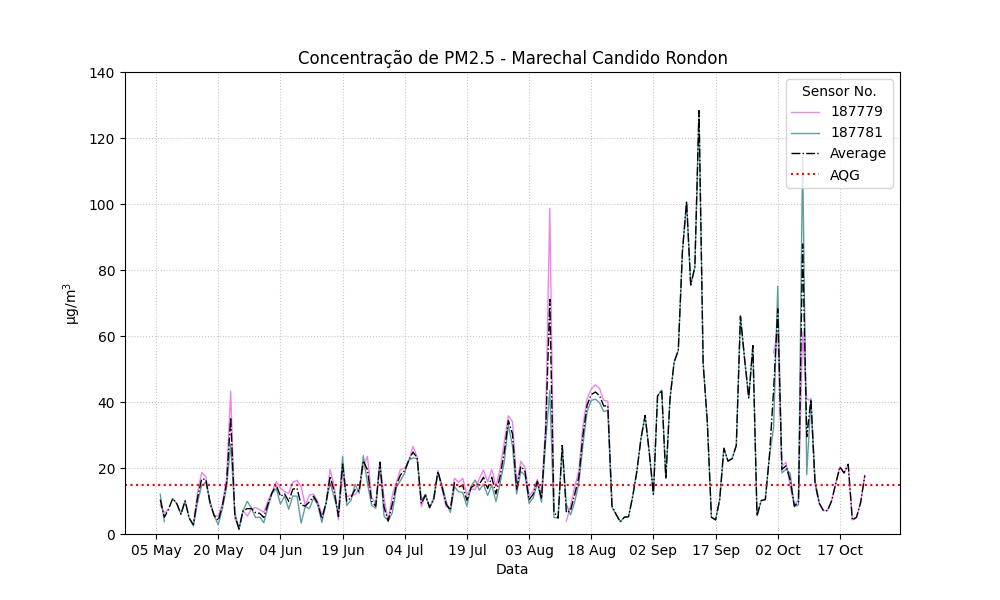 Concentração de PM2.5 - Marechal Candido Rondon
140
120
100
80
60
40
20
0
µg/m³
Sensor No.
187779
187781
Average
AQG
05 May 20 May 04 Jun 19 Jun 04 Jul 19 Jul 03 Aug 18 Aug 02 Sep 17 Sep 02 Oct 17 Oct
Data